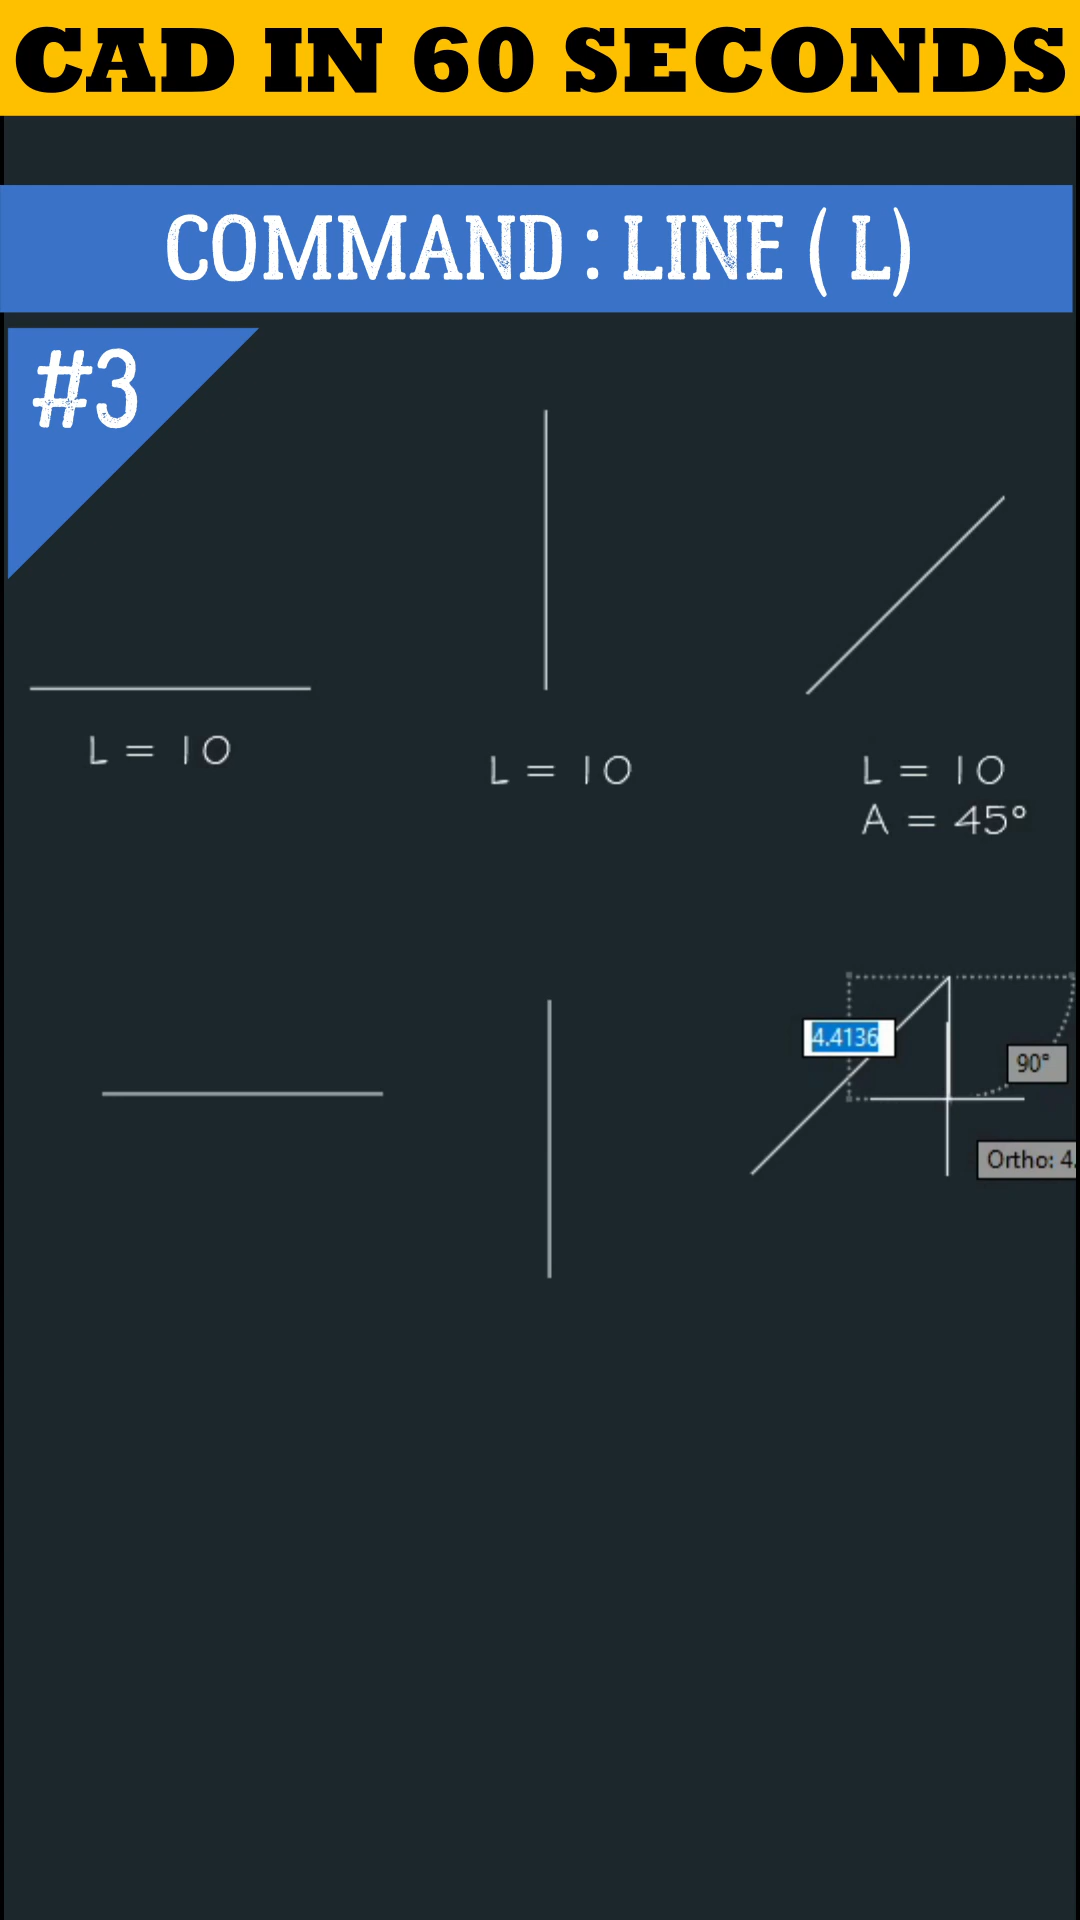 CAD IN 60 SECONDS
COMMAND : LINE ( L)
#3
L = 10
L = 10
L = 10
A = 45°
4.4136
90°
Ortho: 4.